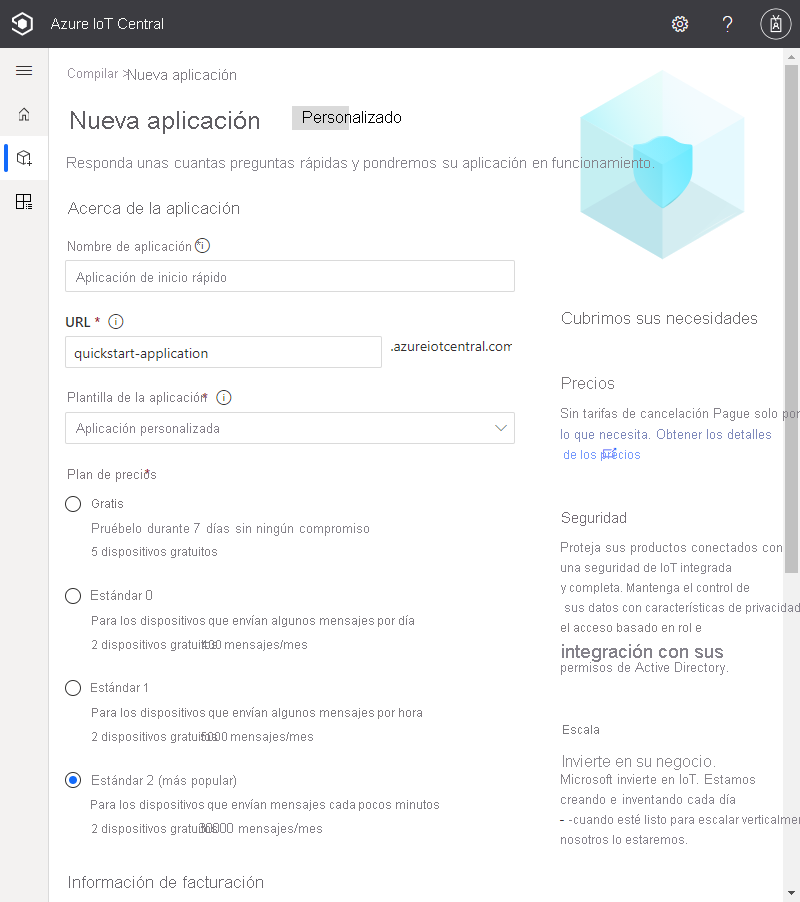 Azure IoT Central
Compilar > Nueva aplicación
Nueva aplicación Personalizado
Responda unas cuantas preguntas rápidas y pondremos su aplicación en funcionamiento.
Acerca de la aplicación
Nombre de aplicación *
Aplicación de inicio rápido
URL *
quickstart-application .azureiotcentral.com
Plantilla de la aplicación *
Aplicación personalizada
Plan de precios *
Gratis
Pruébelo durante 7 días sin ningún compromiso
5 dispositivos gratuitos
Estándar 0
Para los dispositivos que envían algunos mensajes por día
2 dispositivos gratuitos 400 mensajes/mes
Estándar 1
Para los dispositivos que envían algunos mensajes por hora
2 dispositivos gratuitos 5000 mensajes/mes
Estándar 2 (más popular)
Para los dispositivos que envían mensajes cada pocos minutos
2 dispositivos gratuitos 30000 mensajes/mes
Información de facturación
Cubrimos sus necesidades
Precios
Sin tarifas de cancelación Pague solo por
lo que necesita. Obtener los detalles
de los precios
Seguridad
Proteja sus productos conectados con
una seguridad de IoT integrada
y completa. Mantenga el control de
sus datos con características de privacidad
el acceso basado en rol e
integración con sus
permisos de Active Directory.
Escala
Invierte en su negocio.
Microsoft invierte en IoT. Estamos
creando e inventando cada día
- -cuando esté listo para escalar verticalme
nosotros lo estaremos.